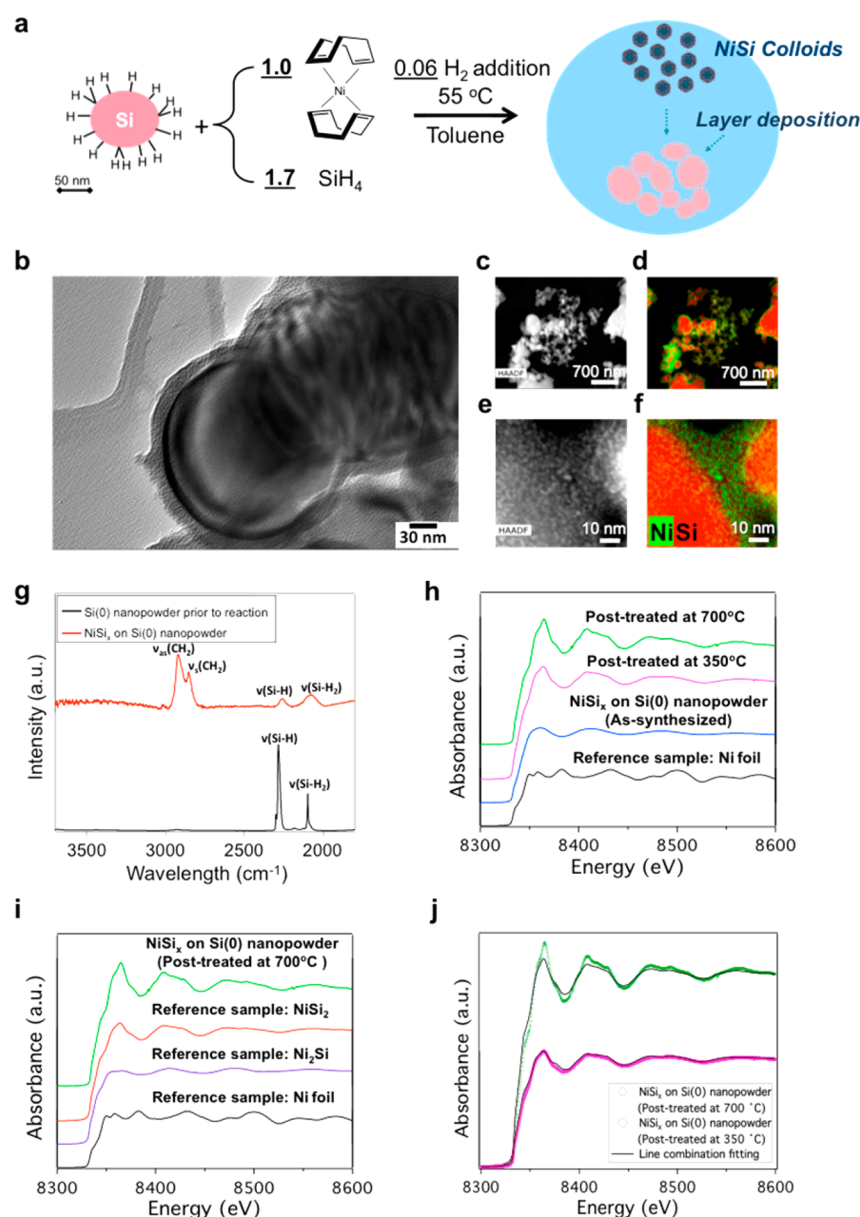 a
H H H H H H H H H H H H H H H
Si
50 nm
+
1.0
Ni
1.7 SiH4
0.06 H2 addition
55 °C
Toluene
NiSi Colloids
Layer deposition
b
30 nm
c
HAADF
700 nm
d
700 nm
e
HAADF
10 nm
f
NiSi
10 nm
g
Si(0) nanopowder prior to reaction
NiSix on Si(0) nanopowder
νas(CH2)
νs(CH2)
ν(Si-H)
ν(Si-H2)
ν(Si-H)
ν(Si-H2)
Intensity (a.u.)
3500 3000 2500 2000
Wavelength (cm-1)
h
Post-treated at 700°C
Post-treated at 350°C
NiSix on Si(0) nanopowder
(As-synthesized)
Reference sample: Ni foil
Absorbance (a.u.)
8300 8400 8500 8600
Energy (eV)
i
NiSix on Si(0) nanopowder
(Post-treated at 700°C )
Reference sample: NiSi2
Reference sample: Ni2Si
Reference sample: Ni foil
Absorbance (a.u.)
8300 8400 8500 8600
Energy (eV)
j
NiSix on Si(0) nanopowder
(Post-treated at 700 ˚C)
NiSix on Si(0) nanopowder
(Post-treated at 350 ˚C)
Line combination fitting
Absorbance (a.u.)
8300 8400 8500 8600
Energy (eV)